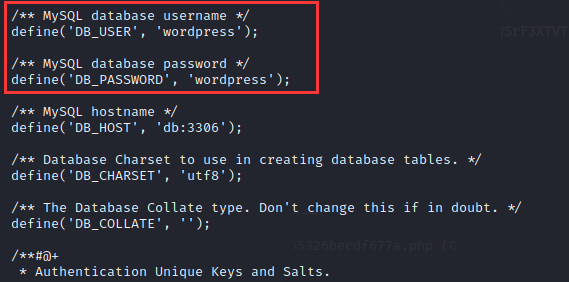 /** MySQL database username */
define('DB_USER', 'wordpress');
/** MySQL database password */
define('DB_PASSWORD', 'wordpress');
/** MySQL hostname */
define('DB_HOST', 'db:3306');
/** Database Charset to use in creating database tables. */
define('DB_CHARSET', 'utf8');
/** The Database Collate type. Don't change this if in doubt. */
define('DB_COLLATE', '');
/**#@+
 * Authentication Unique Keys and Salts.